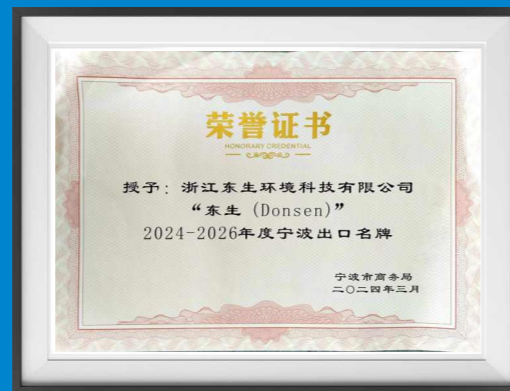 荣誉证书
HONORARY CREDENTIAL
授予：浙江东生环境科技有限公司
“东生 (Donsen)”
2024-2026年度宁波出口名牌
宁波市商务局
二〇二四年三月